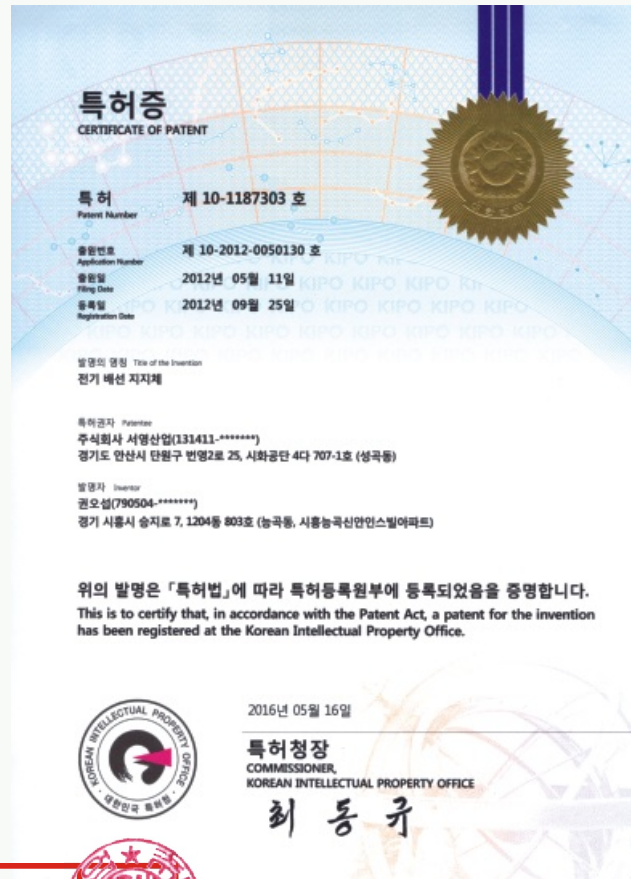 특허증
CERTIFICATE OF PATENT
특 허 제 10-1187303 호
Patent Number
출원번호 제 10-2012-0050130 호
Application Number
출원일 2012년 05월 11일
Filing Date
등록일 2012년 09월 25일
Registration Date
KIPO KIPO KIPO KIPO KIPO
발명의 명칭 Title of the Invention
전기 배선 지지체
특허권자 Patentee
주식회사 서영산업(131411-*******)
경기도 안산시 단원구 번영2로 25, 시화공단 4다 707-1호 (성곡동)
발명자 Inventor
권오섭(790504-*******)
경기 시흥시 승지로 7, 1204동 803호 (능곡동, 시흥능곡신안인스빌아파트)
위의 발명은 「특허법」에 따라 특허등록원부에 등록되었음을 증명합니다.
This is to certify that, in accordance with the Patent Act, a patent for the invention
has been registered at the Korean Intellectual Property Office.
2016년 05월 16일
특허청장
COMMISSIONER,
KOREAN INTELLECTUAL PROPERTY OFFICE
최동규
KOREAN INTELLECTUAL PROPERTY OFFICE
대한민국 특허청